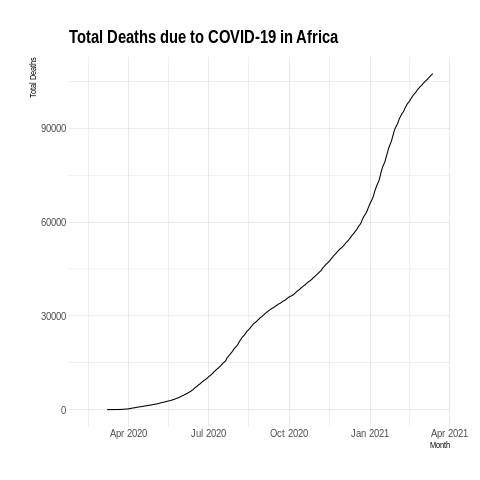 Total Deaths due to COVID-19 in Africa
Total Deaths
90000
60000
30000
0
Apr 2020 Jul 2020 Oct 2020 Jan 2021 Apr 2021
Month